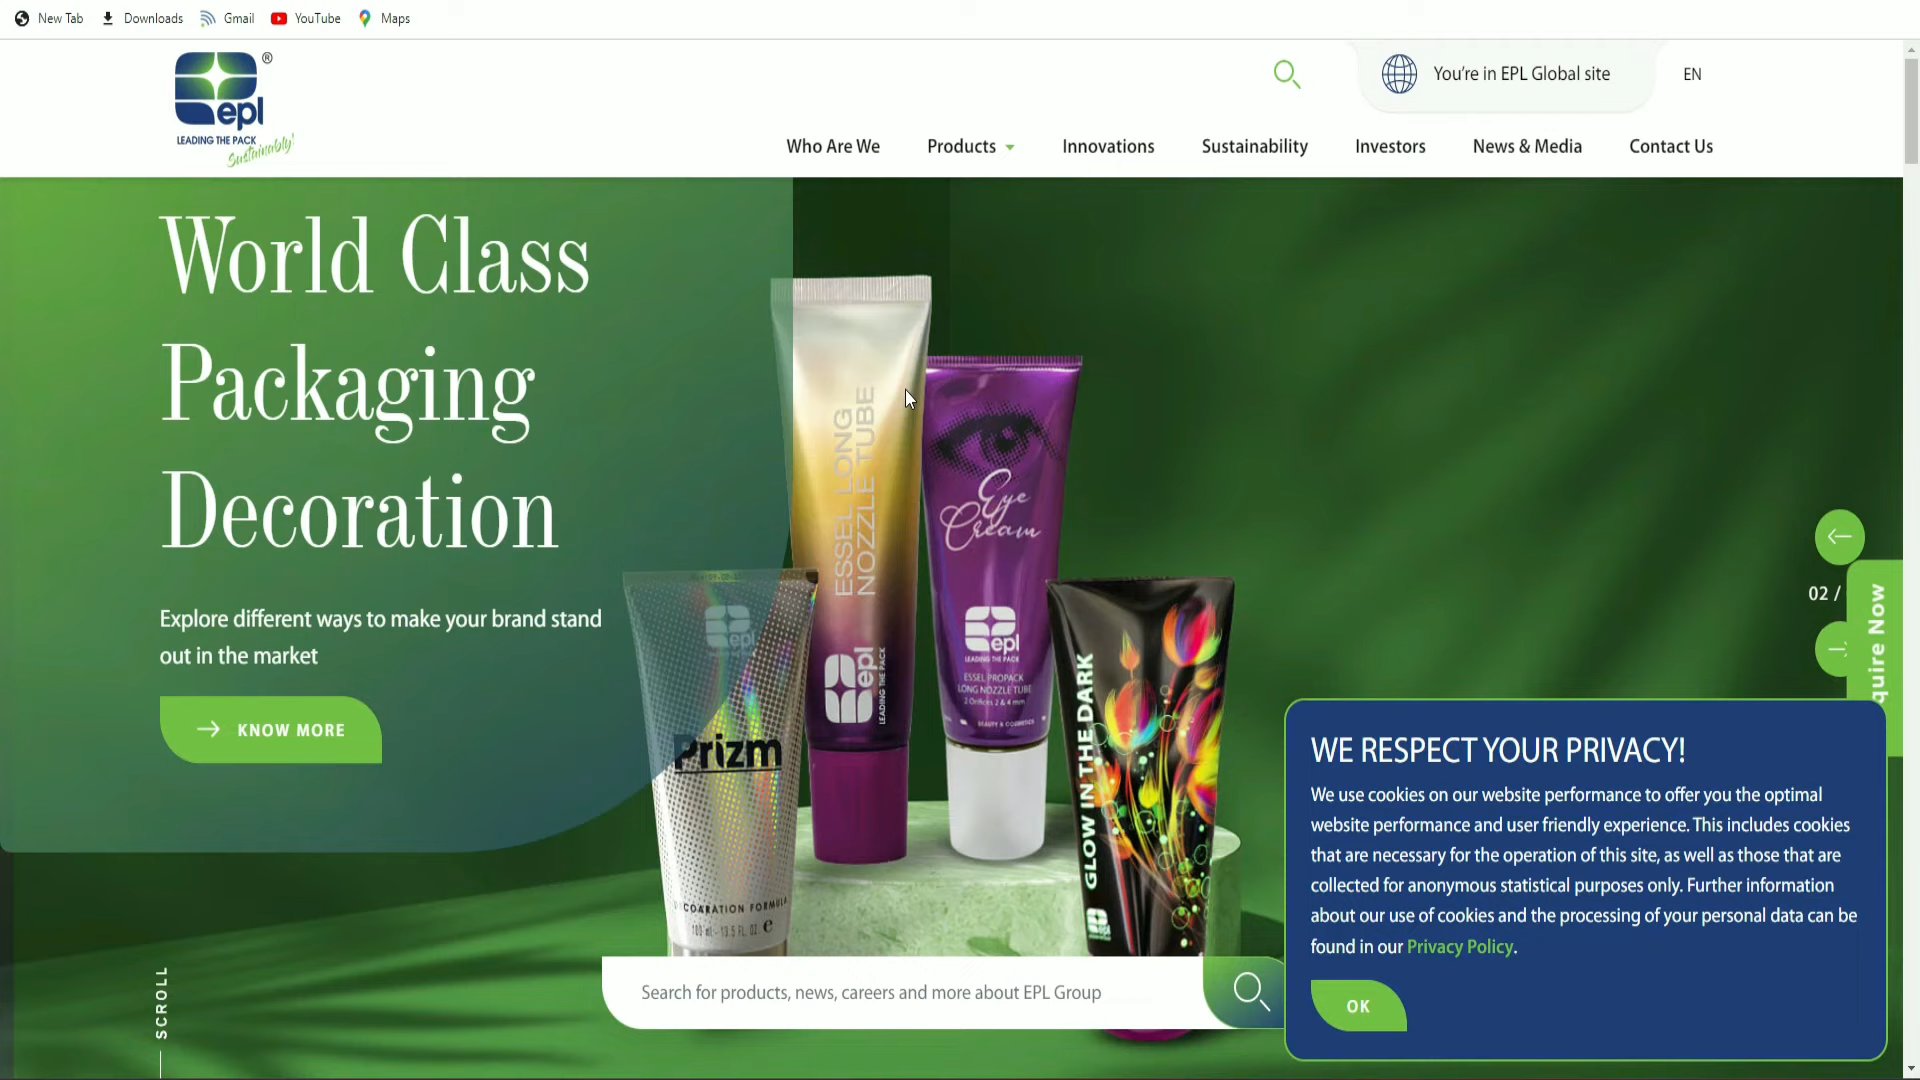 New Tab
Downloads
Gmail
YouTube
Maps
epl
®
LEADING THE PACK
Sustainably!
You're in EPL Global site
EN
Who Are We
Products
Innovations
Sustainability
Investors
News & Media
Contact Us
World Class
Packaging
Decoration
Explore different ways to make your brand stand
out in the market
KNOW MORE
SCROLL
ESSEL LONG
NOZZLE TUBE
epl
LEADING THE PACK
Eye
Cream
epl
LEADING THE PACK
ESSEL PROPACK
LONG NOZZLE TUBE
2 Orifices 2 & 4 mm
BEAUTY & COSMETICS
epl
Prizm
GLOW IN THE DARK
epl
02 /
quire Now
Search for products, news, careers and more about EPL Group
WE RESPECT YOUR PRIVACY!
We use cookies on our website performance to offer you the optimal
website performance and user friendly experience. This includes cookies
that are necessary for the operation of this site, as well as those that are
collected for anonymous statistical purposes only. Further information
about our use of cookies and the processing of your personal data can be
found in our Privacy Policy.
OK